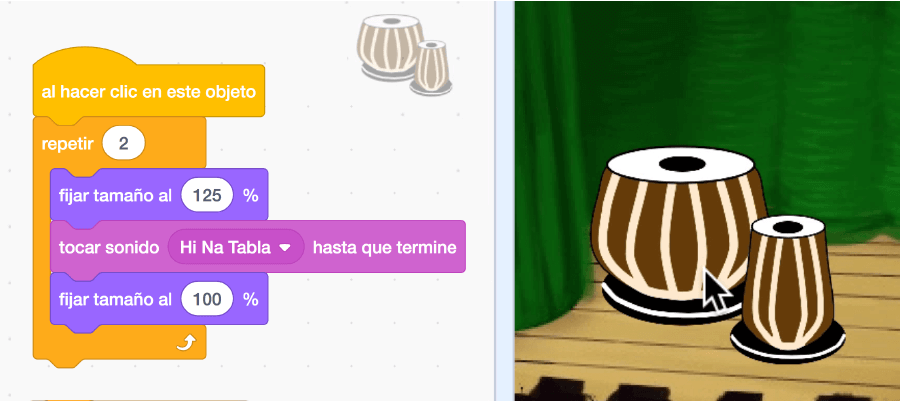 al hacer clic en este objeto
repetir 2
fijar tamaño al 125 %
tocar sonido Hi Na Tabla hasta que termine
fijar tamaño al 100 %